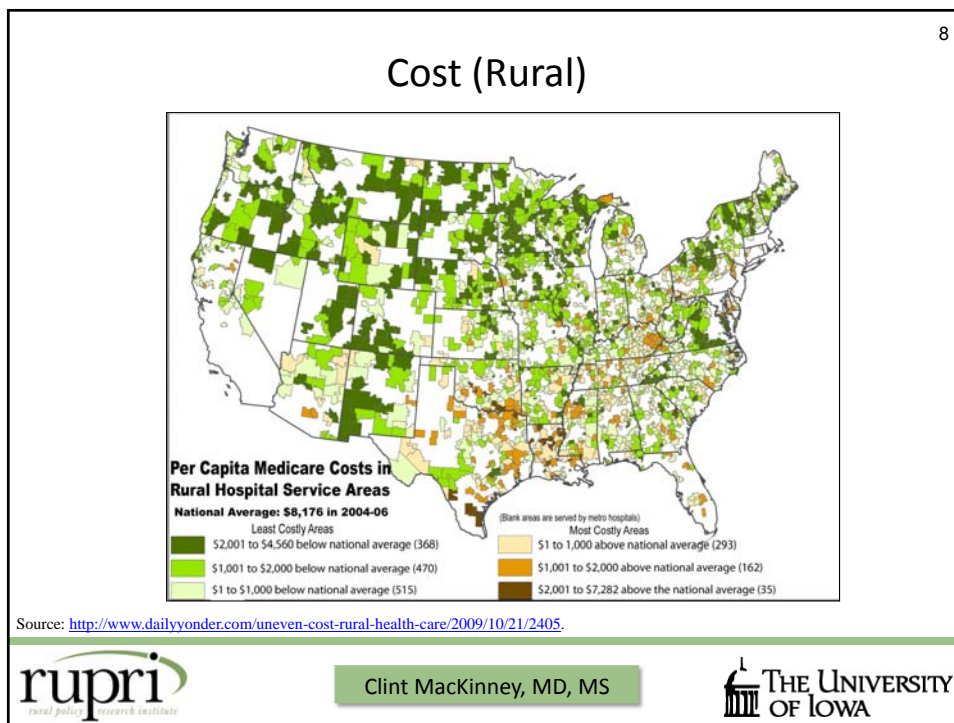 8
Cost (Rural)
Per Capita Medicare Costs in
Rural Hospital Service Areas
National Average: $8,176 in 2004-06
(Blank areas are served by metro hospitals)
Least Costly Areas
$2,001 to $4,560 below national average (368)
$1,001 to $2,000 below national average (470)
$1 to $1,000 below national average (515)
Most Costly Areas
$1 to 1,000 above national average (293)
$1,001 to $2,000 above national average (162)
$2,001 to $7,282 above the national average (35)
Source: http://www.dailyyonder.com/uneven-cost-rural-health-care/2009/10/21/2405.
rupri
rural policy research institute
Clint MacKinney, MD, MS
THE UNIVERSITY
OF IOWA